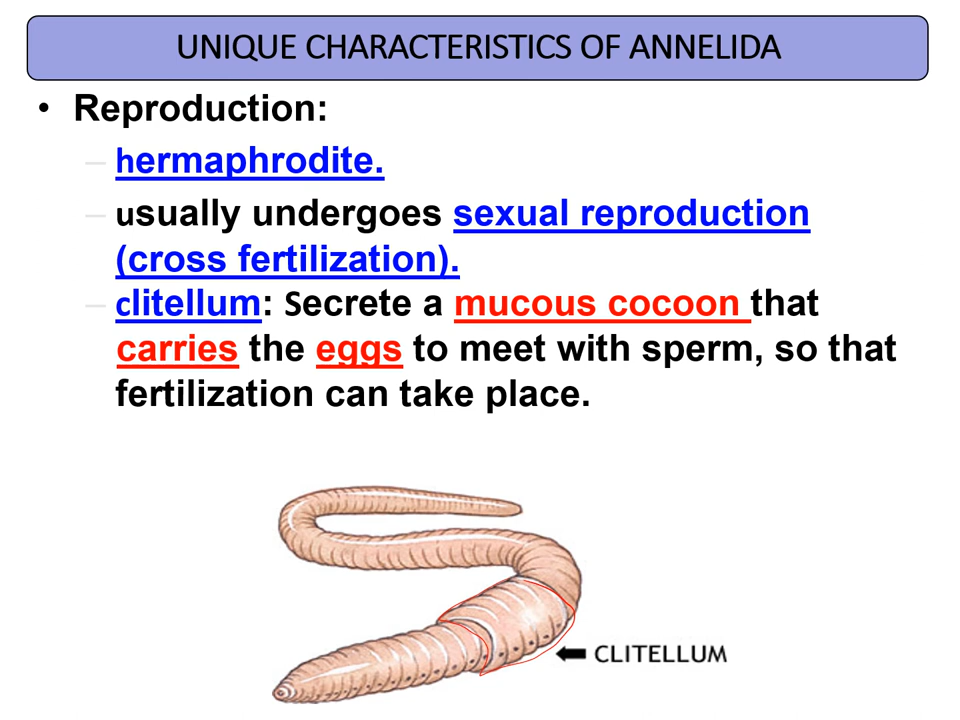 UNIQUE CHARACTERISTICS OF ANNELIDA
• Reproduction:
– hermaphrodite.
– usually undergoes sexual reproduction
(cross fertilization).
– clitellum: Secrete a mucous cocoon that
carries the eggs to meet with sperm, so that
fertilization can take place.
CLITELLUM